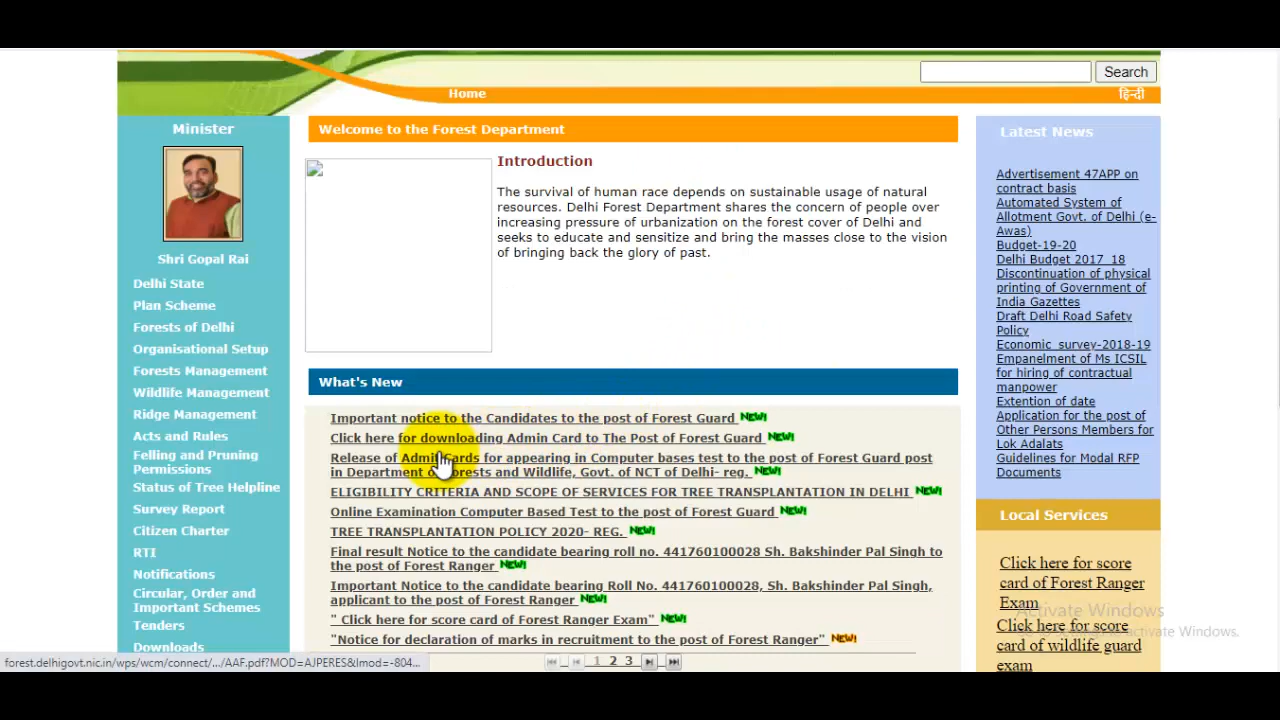 Search
Home
हिन्दी
Minister
Shri Gopal Rai
Delhi State
Plan Scheme
Forests of Delhi
Organisational Setup
Forests Management
Wildlife Management
Ridge Management
Acts and Rules
Felling and Pruning
Permissions
Status of Tree Helpline
Survey Report
Citizen Charter
RTI
Notifications
Circular, Order and
Important Schemes
Tenders
Downloads
Welcome to the Forest Department
Introduction
The survival of human race depends on sustainable usage of natural
resources. Delhi Forest Department shares the concern of people over
increasing pressure of urbanization on the forest cover of Delhi and
seeks to educate and sensitize and bring the masses close to the vision
of bringing back the glory of past.
What's New
Important notice to the Candidates to the post of Forest Guard NEW!
Click here for downloading Admin Card to The Post of Forest Guard NEW!
Release of Admin Cards for appearing in Computer bases test to the post of Forest Guard post
in Department of Forests and Wildlife, Govt. of NCT of Delhi- reg. NEW!
ELIGIBILITY CRITERIA AND SCOPE OF SERVICES FOR TREE TRANSPLANTATION IN DELHI NEW!
Online Examination Computer Based Test to the post of Forest Guard NEW!
TREE TRANSPLANTATION POLICY 2020- REG. NEW!
Final result Notice to the candidate bearing roll no. 441760100028 Sh. Bakshinder Pal Singh to
the post of Forest Ranger NEW!
Important Notice to the candidate bearing Roll No. 441760100028, Sh. Bakshinder Pal Singh,
applicant to the post of Forest Ranger NEW!
" Click here for score card of Forest Ranger Exam" NEW!
"Notice for declaration of marks in recruitment to the post of Forest Ranger" NEW!
1 2 3
Latest News
Advertisement 47APP on
contract basis
Automated System of
Allotment Govt. of Delhi (e-
Awas)
Budget-19-20
Delhi Budget 2017_18
Discontinuation of physical
printing of Government of
India Gazettes
Draft Delhi Road Safety
Policy
Economic_survey-2018-19
Empanelment of Ms ICSIL
for hiring of contractual
manpower
Extention of date
Application for the post of
Other Persons Members for
Lok Adalats
Guidelines for Modal RFP
Documents
Local Services
Click here for score
card of Forest Ranger
Exam
Click here for score
card of wildlife guard
exam
Activate Windows
Go to Settings to activate Windows.
forest.delhigovt.nic.in/wps/wcm/connect/.../AAF.pdf?MOD=AJPERES&lmod=-804...